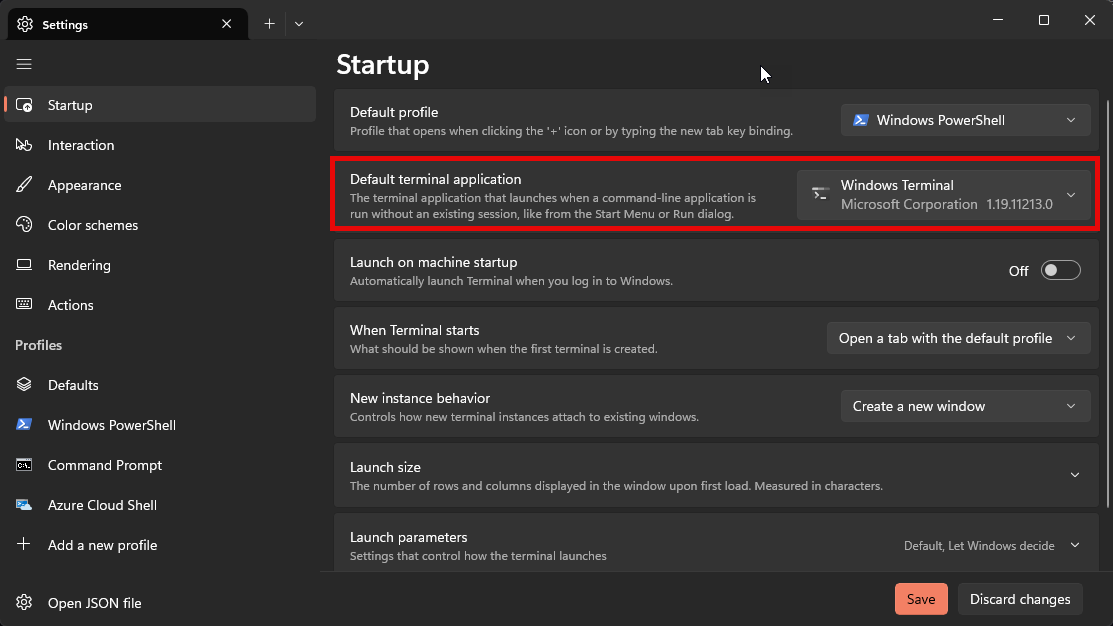 Settings
Startup
Interaction
Appearance
Color schemes
Rendering
Actions
Profiles
Defaults
Windows PowerShell
Command Prompt
Azure Cloud Shell
Add a new profile
Open JSON file
Startup
Default profile
Profile that opens when clicking the '+' icon or by typing the new tab key binding.
Windows PowerShell
Default terminal application
The terminal application that launches when a command-line application is
run without an existing session, like from the Start Menu or Run dialog.
Windows Terminal
Microsoft Corporation 1.19.11213.0
Launch on machine startup
Automatically launch Terminal when you log in to Windows.
Off
When Terminal starts
What should be shown when the first terminal is created.
Open a tab with the default profile
New instance behavior
Controls how new terminal instances attach to existing windows.
Create a new window
Launch size
The number of rows and columns displayed in the window upon first load. Measured in characters.
Launch parameters
Settings that control how the terminal launches
Default, Let Windows decide
Save
Discard changes